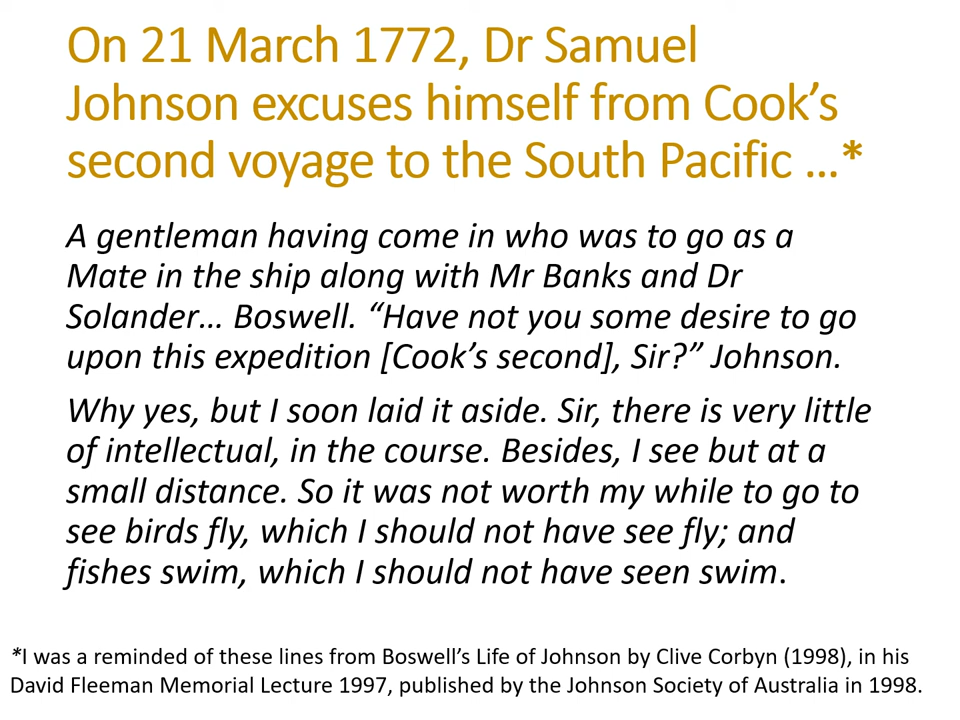 On 21 March 1772, Dr Samuel
Johnson excuses himself from Cook’s
second voyage to the South Pacific …*
A gentleman having come in who was to go as a
Mate in the ship along with Mr Banks and Dr
Solander… Boswell. “Have not you some desire to go
upon this expedition [Cook’s second], Sir?” Johnson.
Why yes, but I soon laid it aside. Sir, there is very little
of intellectual, in the course. Besides, I see but at a
small distance. So it was not worth my while to go to
see birds fly, which I should not have see fly; and
fishes swim, which I should not have seen swim.
*I was a reminded of these lines from Boswell’s Life of Johnson by Clive Corbyn (1998), in his
David Fleeman Memorial Lecture 1997, published by the Johnson Society of Australia in 1998.